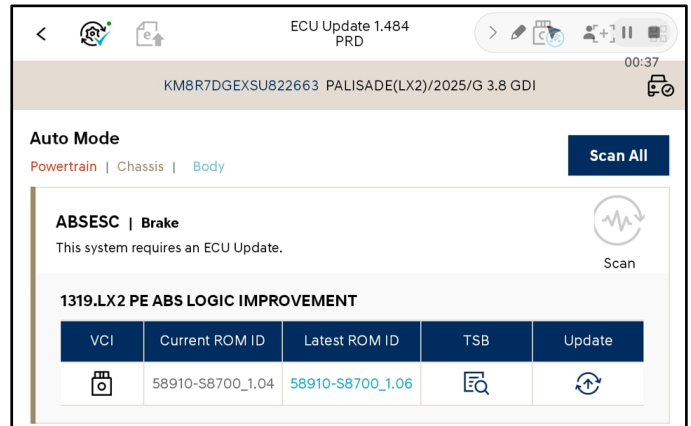 ECU Update 1.484
PRD
00:37
KM8R7DGEXSU822663 PALISADE(LX2)/2025/G 3.8 GDI
Auto Mode
Powertrain | Chassis | Body
Scan All
ABSESC | Brake
This system requires an ECU Update.
Scan
1319.LX2 PE ABS LOGIC IMPROVEMENT
VCI Current ROM ID Latest ROM ID TSB Update
58910-S8700_1.04 58910-S8700_1.06